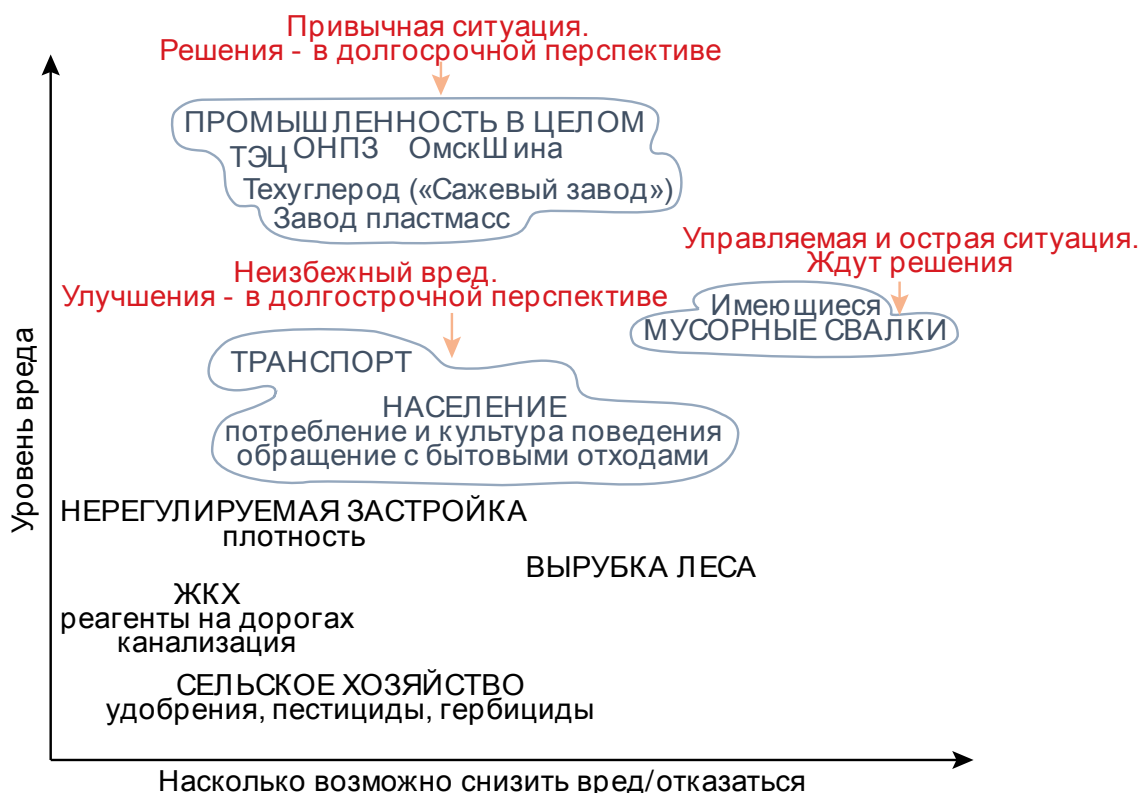 Привычная ситуация.
Решения - в долгосрочной перспективе
ПРОМЫШЛЕННОСТЬ В ЦЕЛОМ
ТЭЦ ОНПЗ ОмскШина
Техуглерод («Сажевый завод»)
Завод пластмасс
Управляемая и острая ситуация.
Ждут решения
Имеющиеся
МУСОРНЫЕ СВАЛКИ
Неизбежный вред.
Улучшения - в долгострочной перспективе
ТРАНСПОРТ
НАСЕЛЕНИЕ
потребление и культура поведения
обращение с бытовыми отходами
НЕРЕГУЛИРУЕМАЯ ЗАСТРОЙКА
плотность
ВЫРУБКА ЛЕСА
ЖКХ
реагенты на дорогах
канализация
СЕЛЬСКОЕ ХОЗЯЙСТВО
удобрения, пестициды, гербициды
Уровень вреда
Насколько возможно снизить вред/отказаться